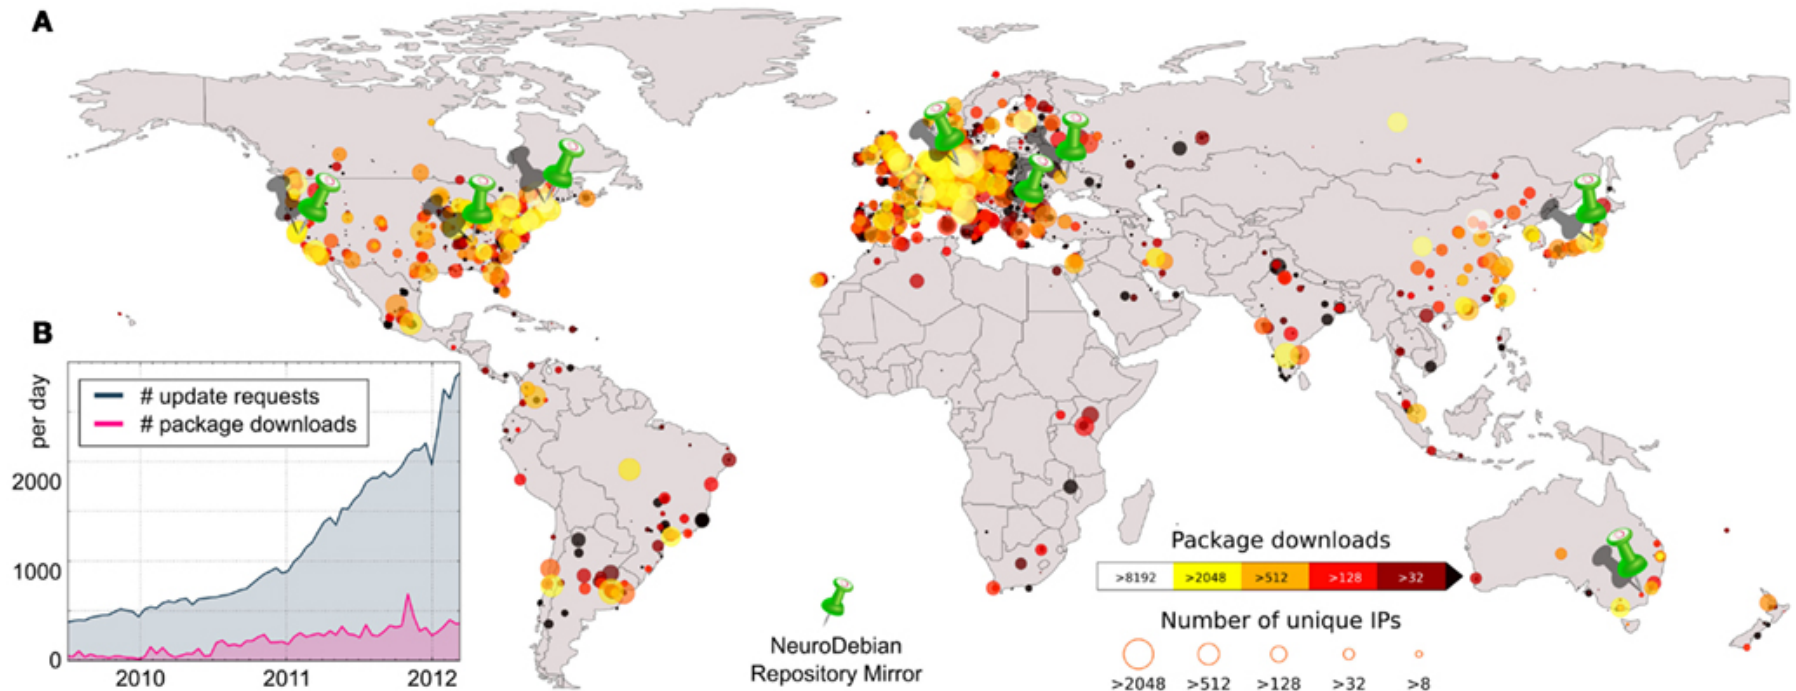 A
B
per day
# update requests
# package downloads
2000
1000
0
2010 2011 2012
NeuroDebian
Repository Mirror
Package downloads
>8192 >2048 >512 >128 >32
Number of unique IPs
>2048 >512 >128 >32 >8